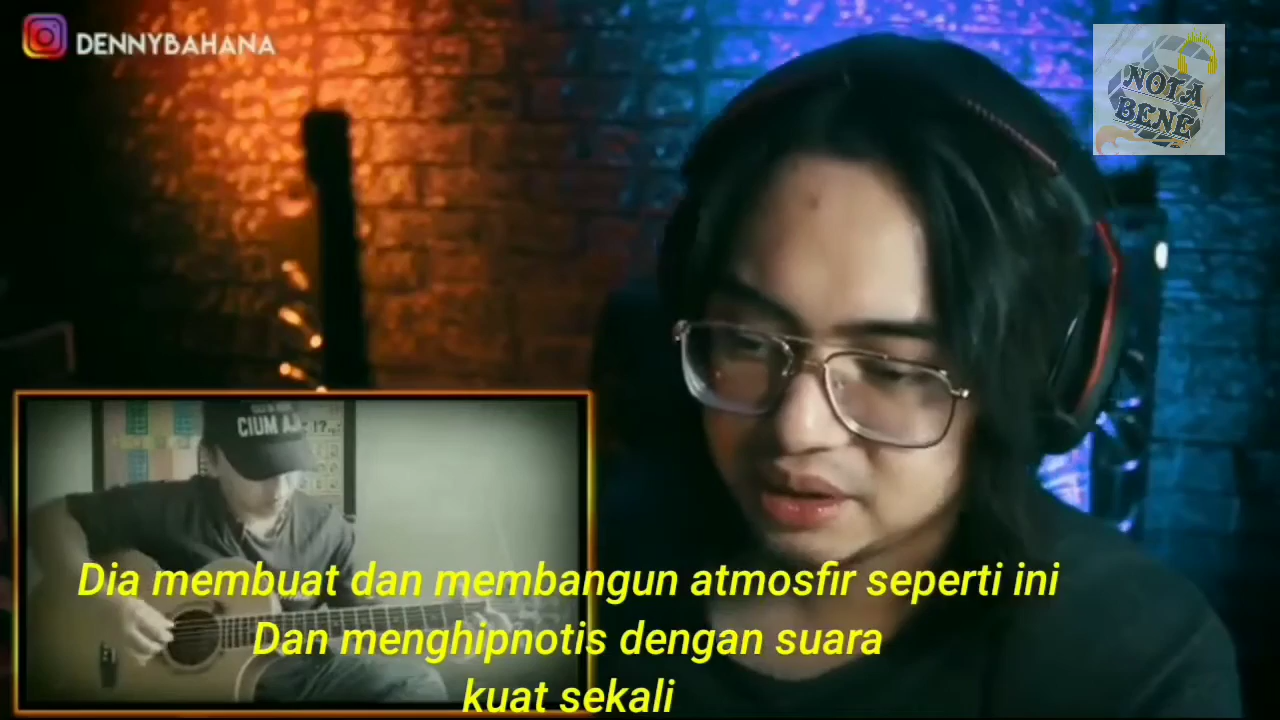 DENNYBAHANA
NOTA
BENE
CIUM
Dia membuat dan membangun atmosfir seperti ini
Dan menghipnotis dengan suara
kuat sekali